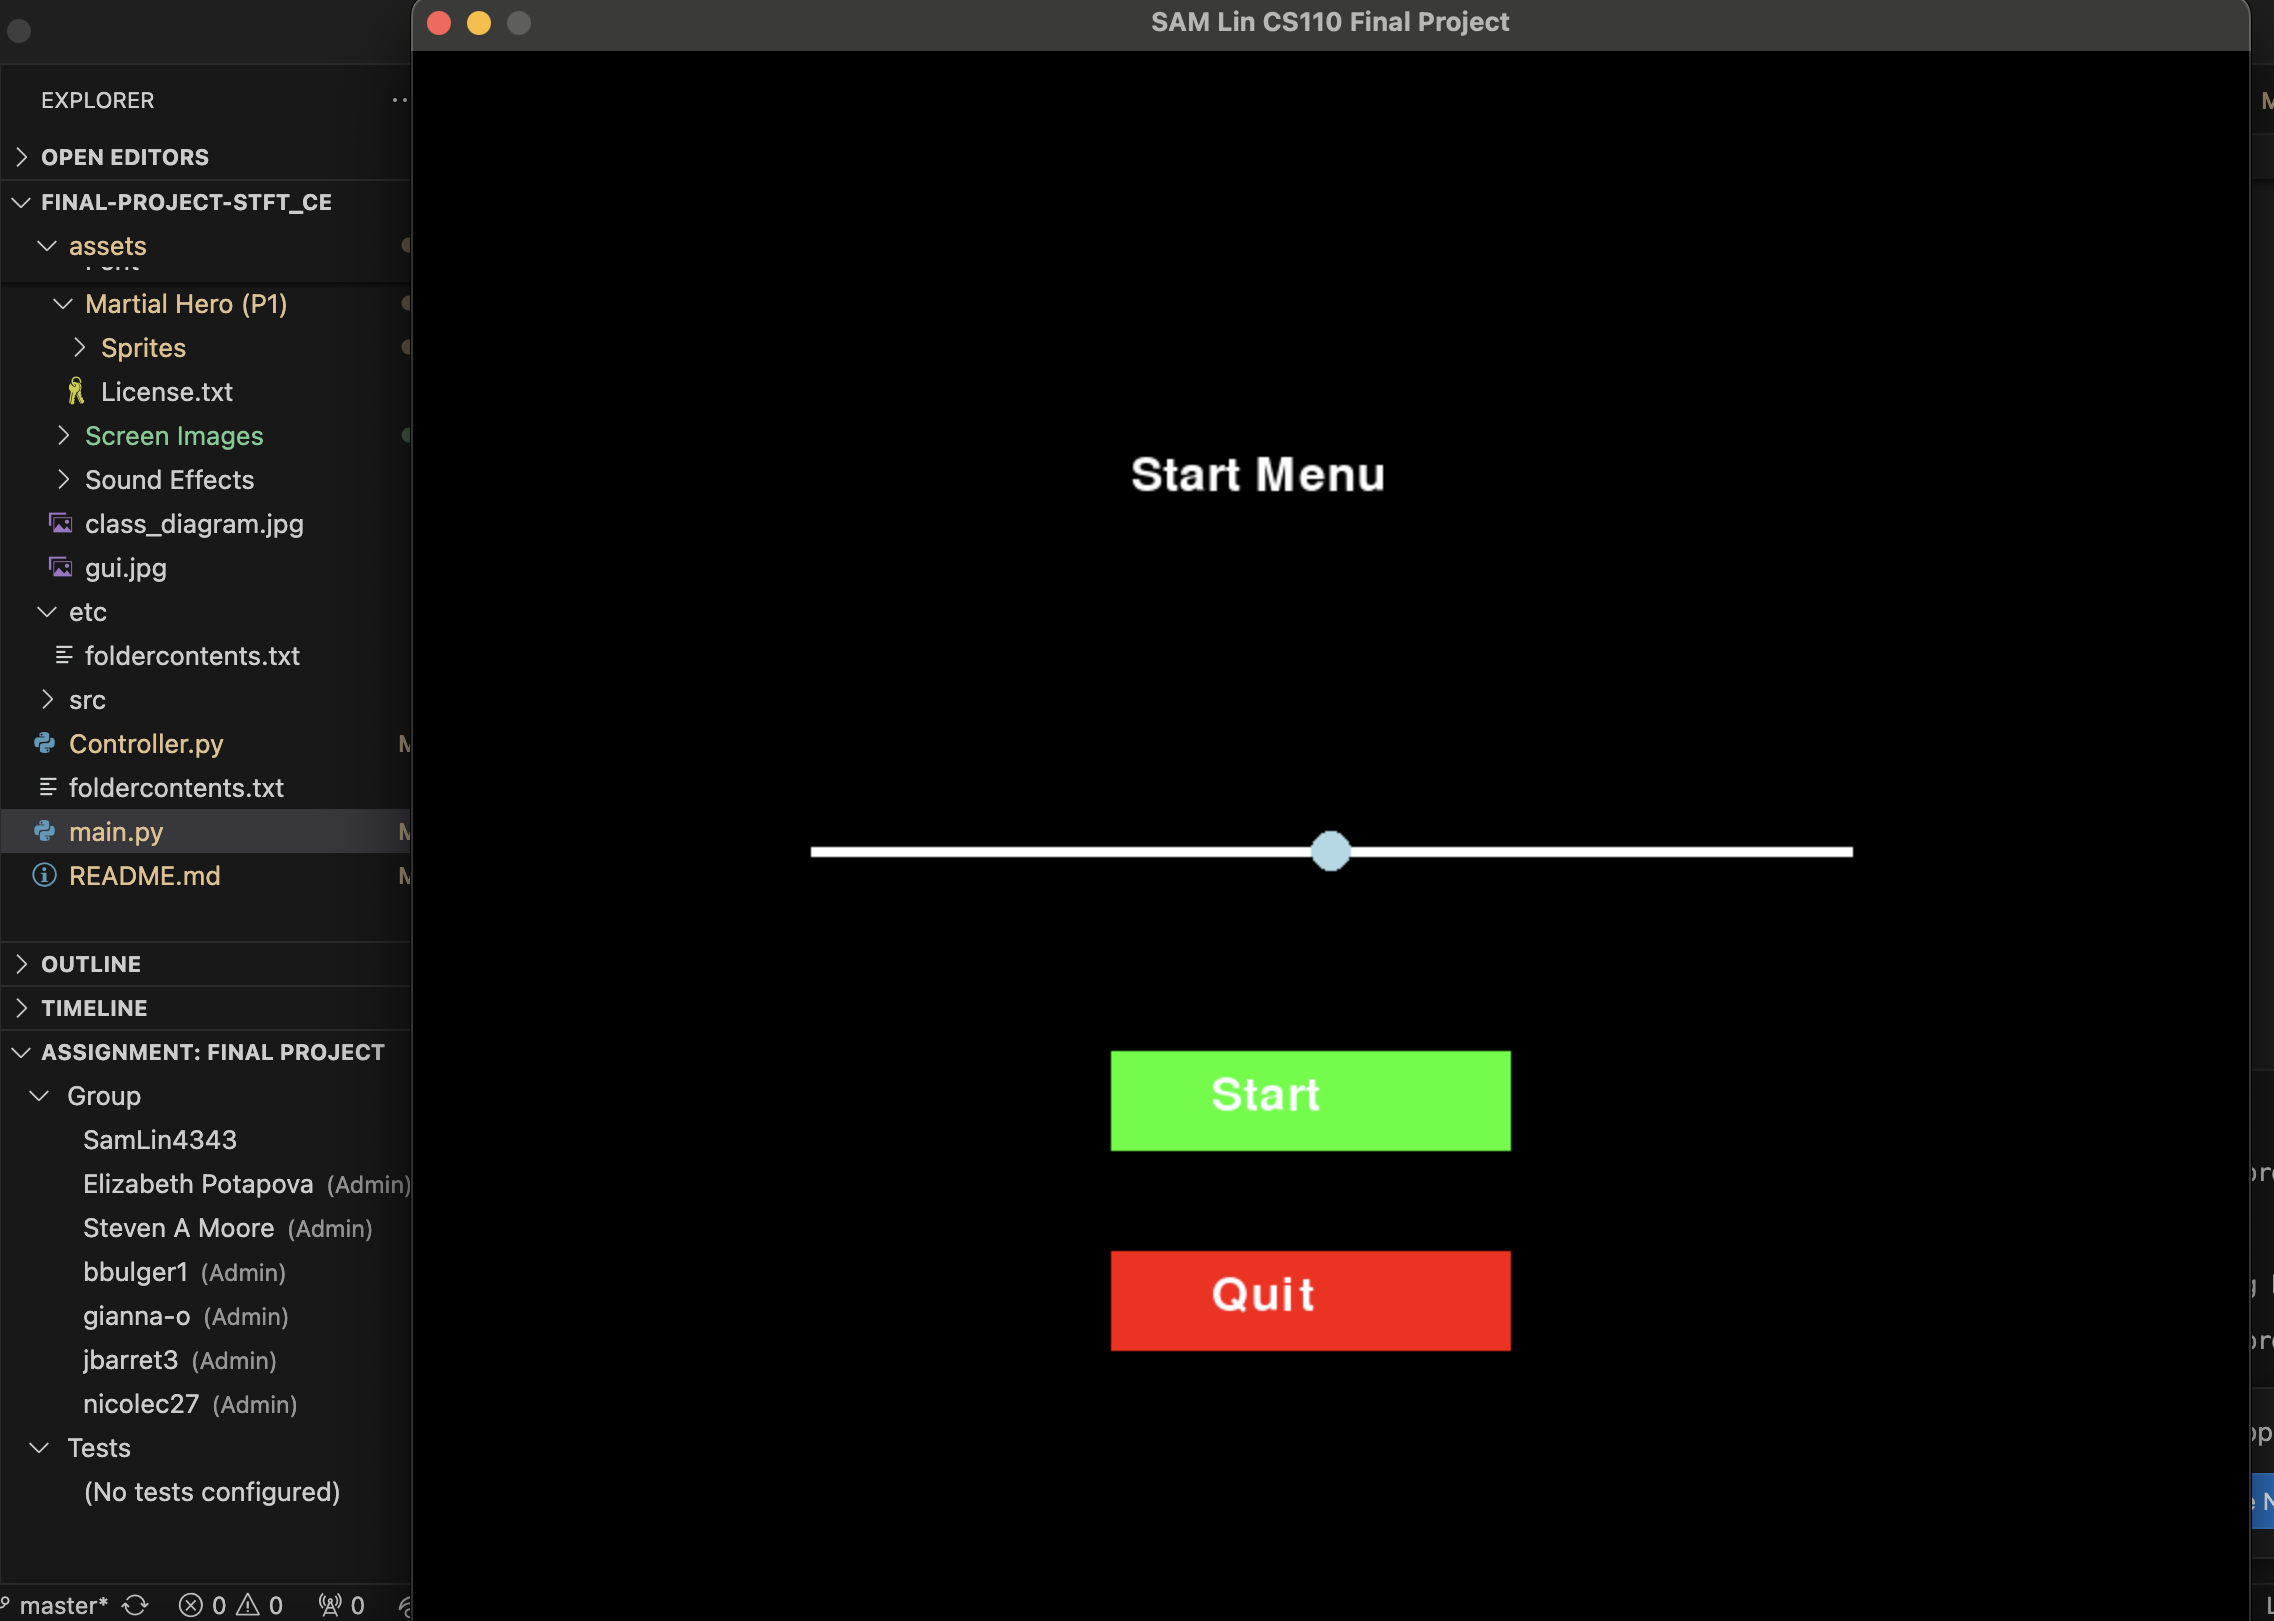 SAM Lin CS110 Final Project
EXPLORER
OPEN EDITORS
FINAL-PROJECT-STFT_CE
assets
Martial Hero (P1)
Sprites
License.txt
Screen Images
Sound Effects
class_diagram.jpg
gui.jpg
etc
foldercontents.txt
src
Controller.py M
foldercontents.txt
main.py M
README.md M
OUTLINE
TIMELINE
ASSIGNMENT: FINAL PROJECT
Group
SamLin4343
Elizabeth Potapova (Admin)
Steven A Moore (Admin)
bbulger1 (Admin)
gianna-o (Admin)
jbarret3 (Admin)
nicolec27 (Admin)
Tests
(No tests configured)
master* 0 0 0
Start Menu
Start
Quit